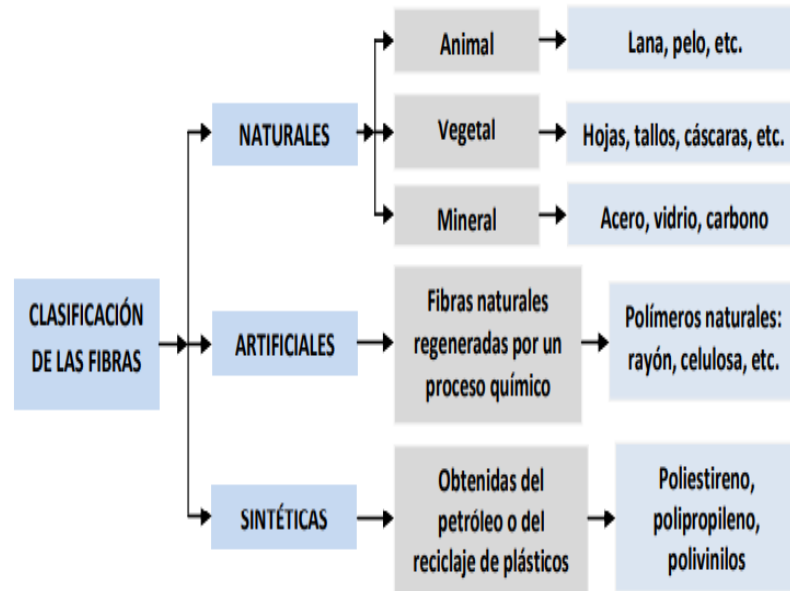 CLASIFICACIÓN
DE LAS FIBRAS
NATURALES
Animal
Lana, pelo, etc.
Vegetal
Hojas, tallos, cáscaras, etc.
Mineral
Acero, vidrio, carbono
ARTIFICIALES
Fibras naturales
regeneradas por un
proceso químico
Polímeros naturales:
rayón, celulosa, etc.
SINTÉTICAS
Obtenidas del
petróleo o del
reciclaje de plásticos
Poliestireno,
polipropileno,
polivinilos